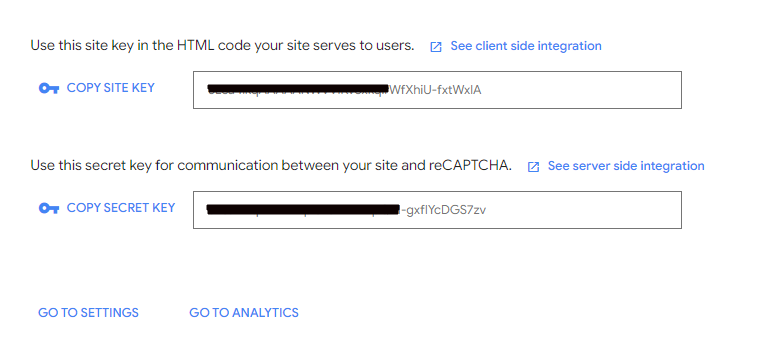 Use this site key in the HTML code your site serves to users. See client side integration
COPY SITE KEY WfXhiU-fxtWxlA
Use this secret key for communication between your site and reCAPTCHA. See server side integration
COPY SECRET KEY -gxflYcDGS7zv
GO TO SETTINGS GO TO ANALYTICS